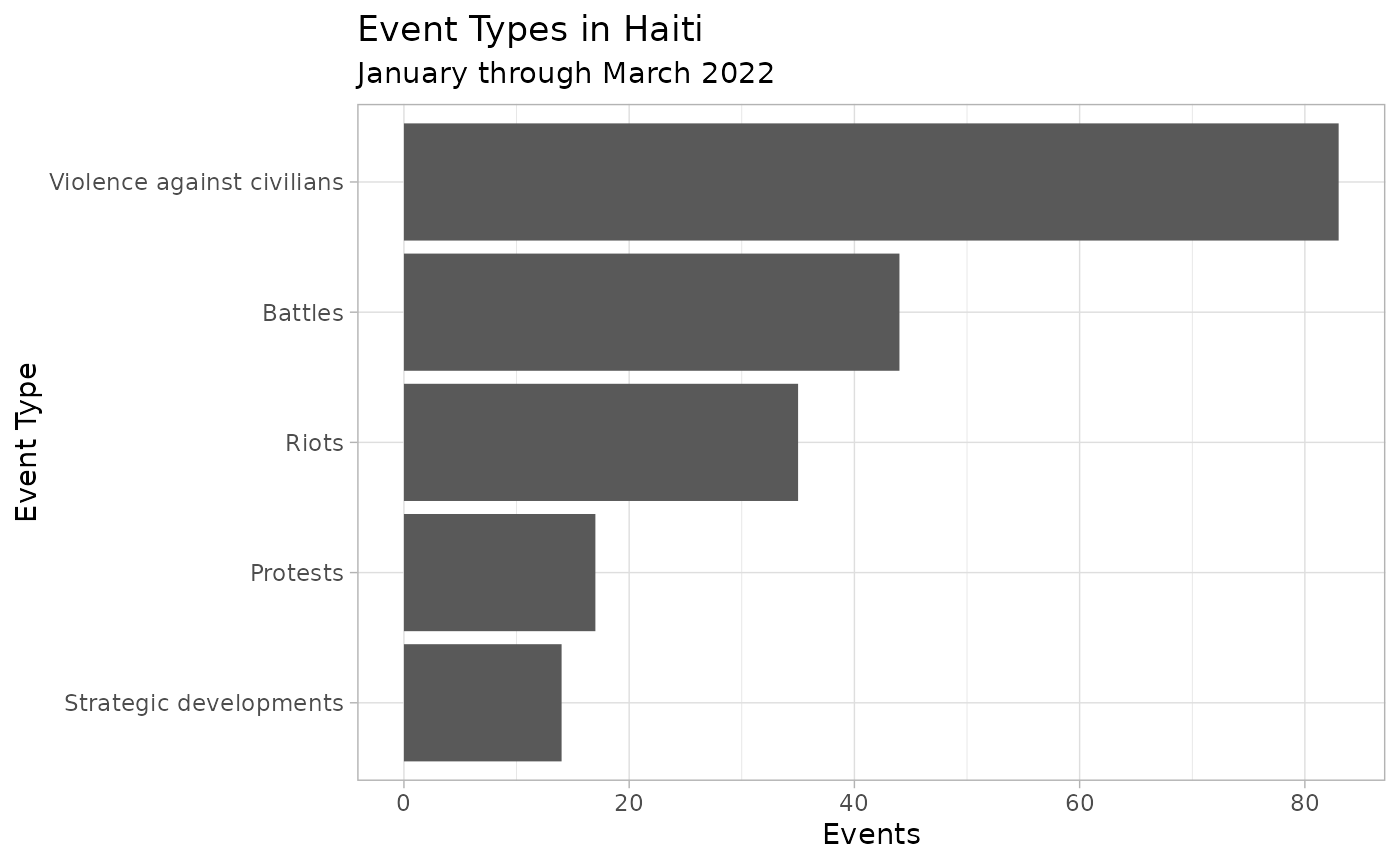 Event Types in Haiti
January through March 2022
Event Type
Violence against civilians
Battles
Riots
Protests
Strategic developments
0 20 40 60 80
Events